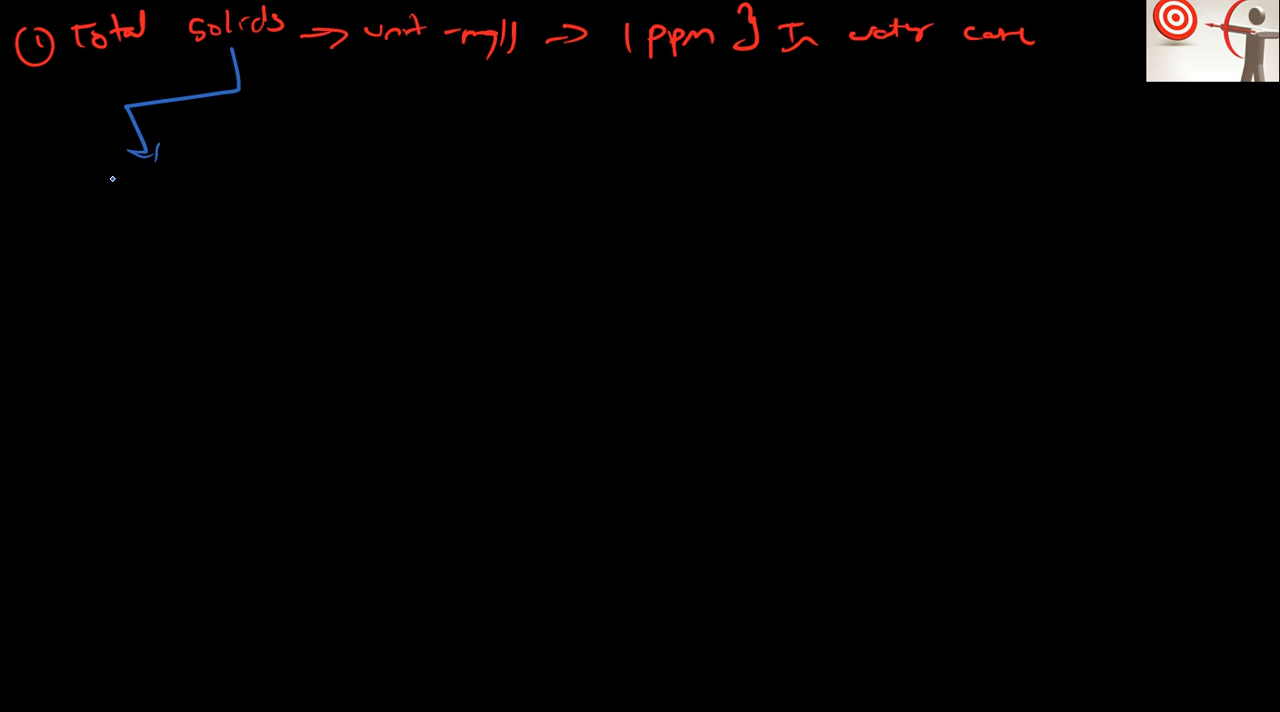 ① Total solids → unit - mg/l → 1 ppm } In water case